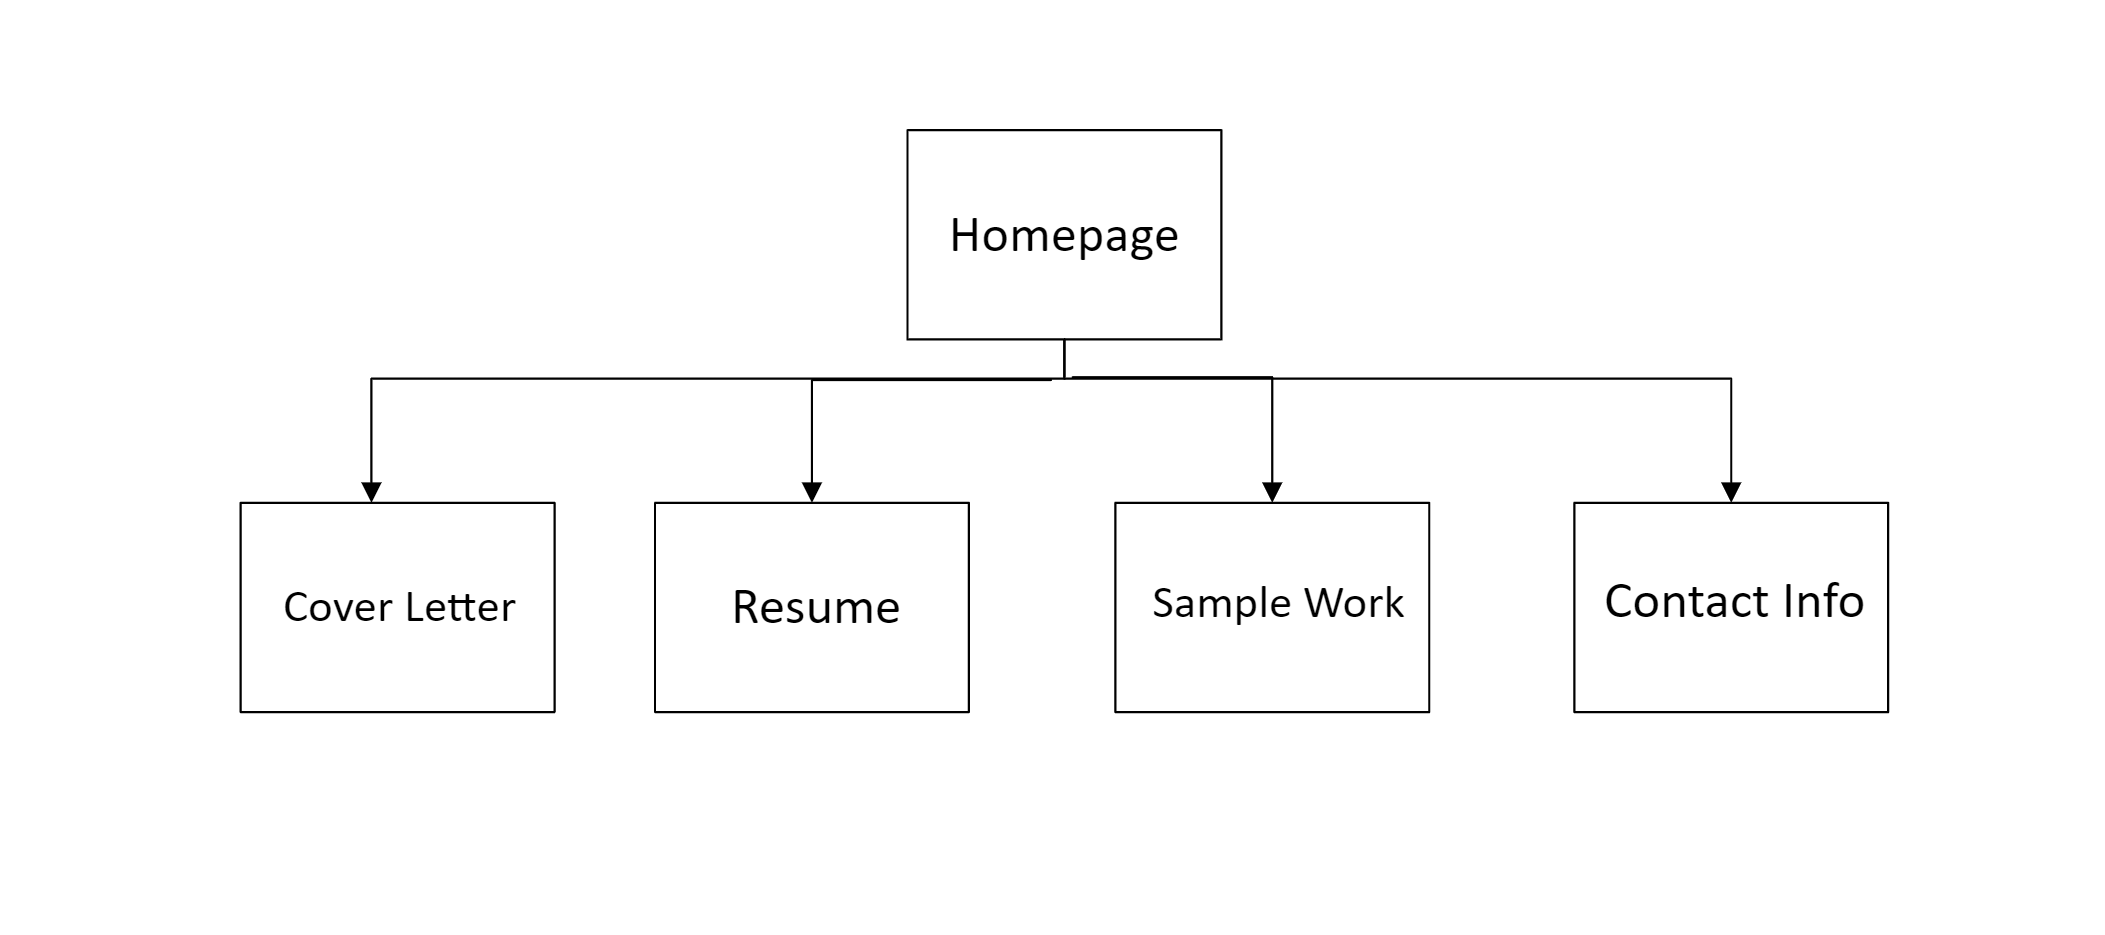 Homepage
Cover Letter
Resume
Sample Work
Contact Info